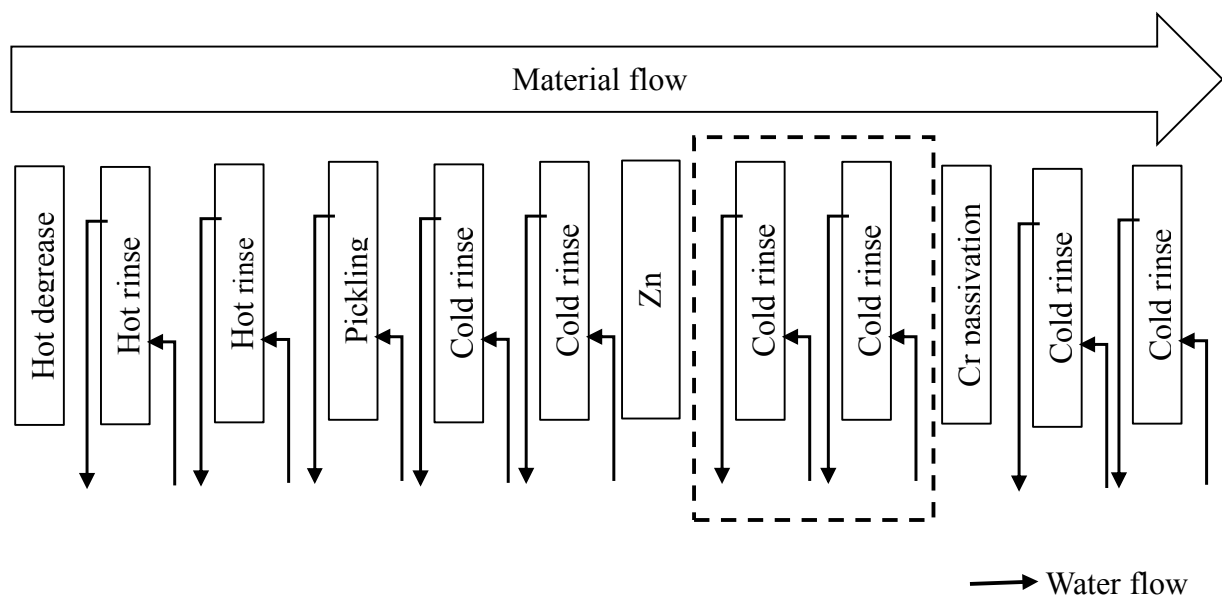 Material flow
Hot degrease
Hot rinse
Hot rinse
Pickling
Cold rinse
Cold rinse
Zn
Cold rinse
Cold rinse
Cr passivation
Cold rinse
Cold rinse
Water flow